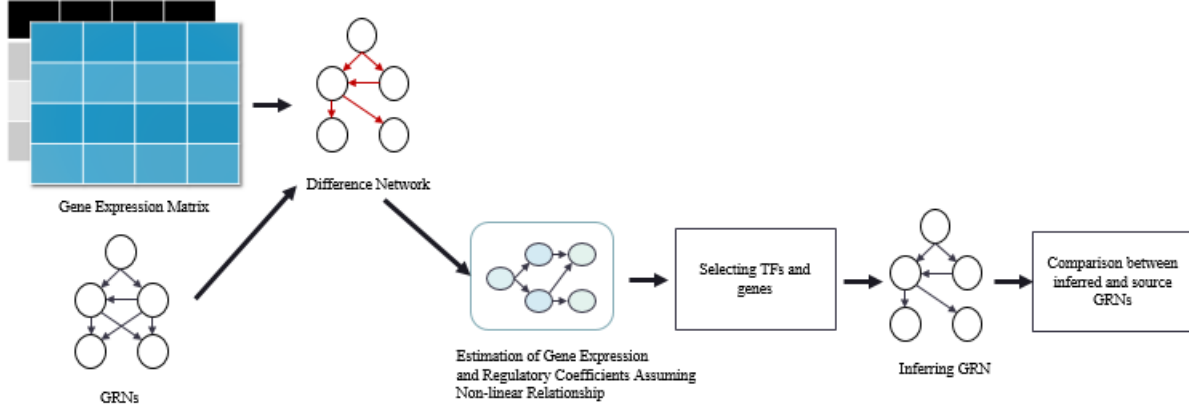 Gene Expression Matrix
GRNs
Difference Network
Estimation of Gene Expression
and Regulatory Coefficients Assuming
Non-linear Relationship
Selecting TFs and
genes
Inferring GRN
Comparison between
inferred and source
GRNs